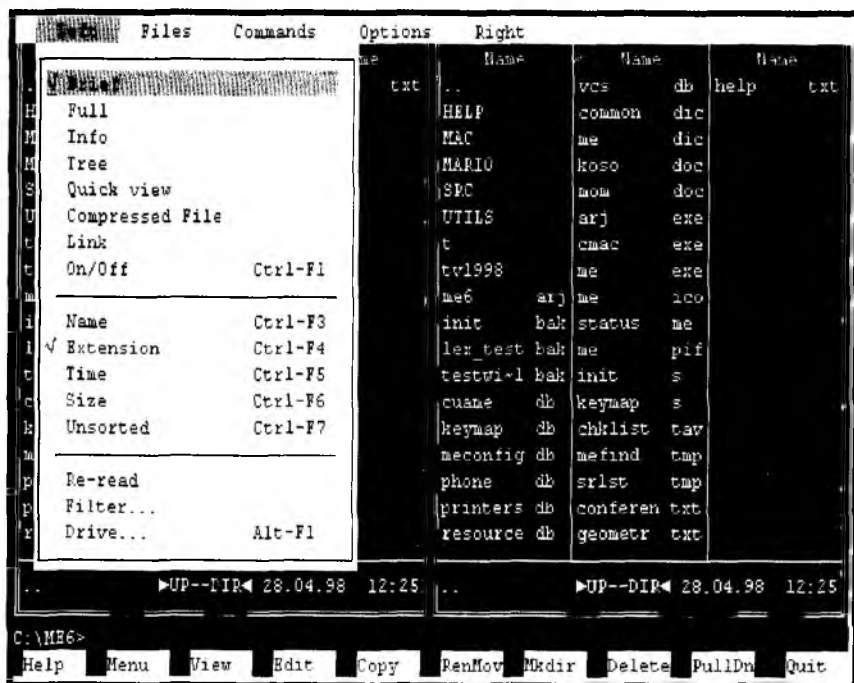 Left Files Commands Options Right
√ Brief
Full
Info
Tree
Quick view
Compressed File
Link
On/Off Ctrl-F1
Name Ctrl-F3
√ Extension Ctrl-F4
Time Ctrl-F5
Size Ctrl-F6
Unsorted Ctrl-F7
Re-read
Filter...
Drive... Alt-F1
me Name Name Name
. txt .. vcs db help txt
H HELP common dic
M MAC me dic
M MARIO koso doc
S SRC mom doc
U UTILS arj exe
t t cmac exe
t tv1998 me exe
m me6 arj me ico
i init bak status me
l lex_test bak me pif
t testwi~1 bak init s
c cuame db keymap s
k keymap db chklist tav
m meconfig db mefind tmp
p phone db srlst tmp
p printers db conferen txt
r resource db geometr txt
.. ►UP--DIR◄ 28.04.98 12:25 .. ►UP--DIR◄ 28.04.98 12:25
C:\ME6>
Help Menu View Edit Copy RenMov Mkdir Delete PullDn Quit